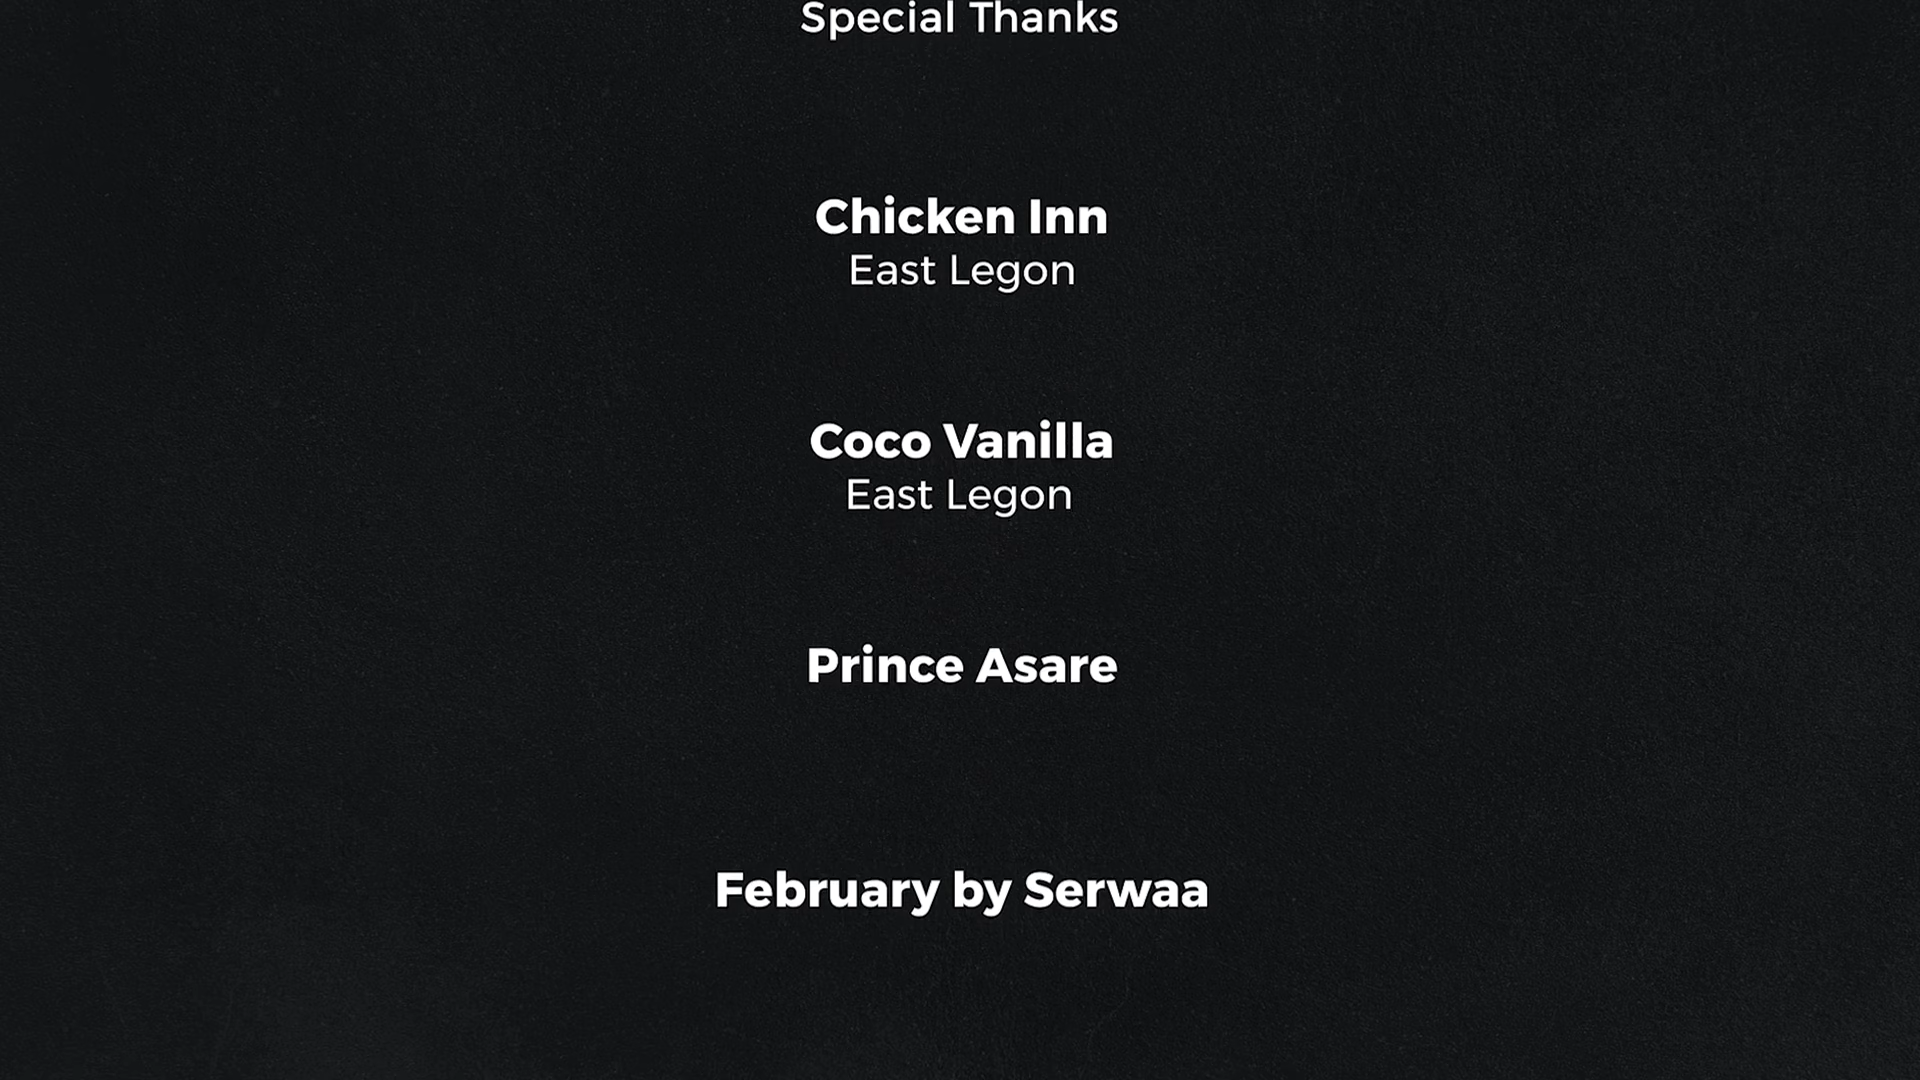 Special Thanks
Chicken Inn
East Legon
Coco Vanilla
East Legon
Prince Asare
February by Serwaa